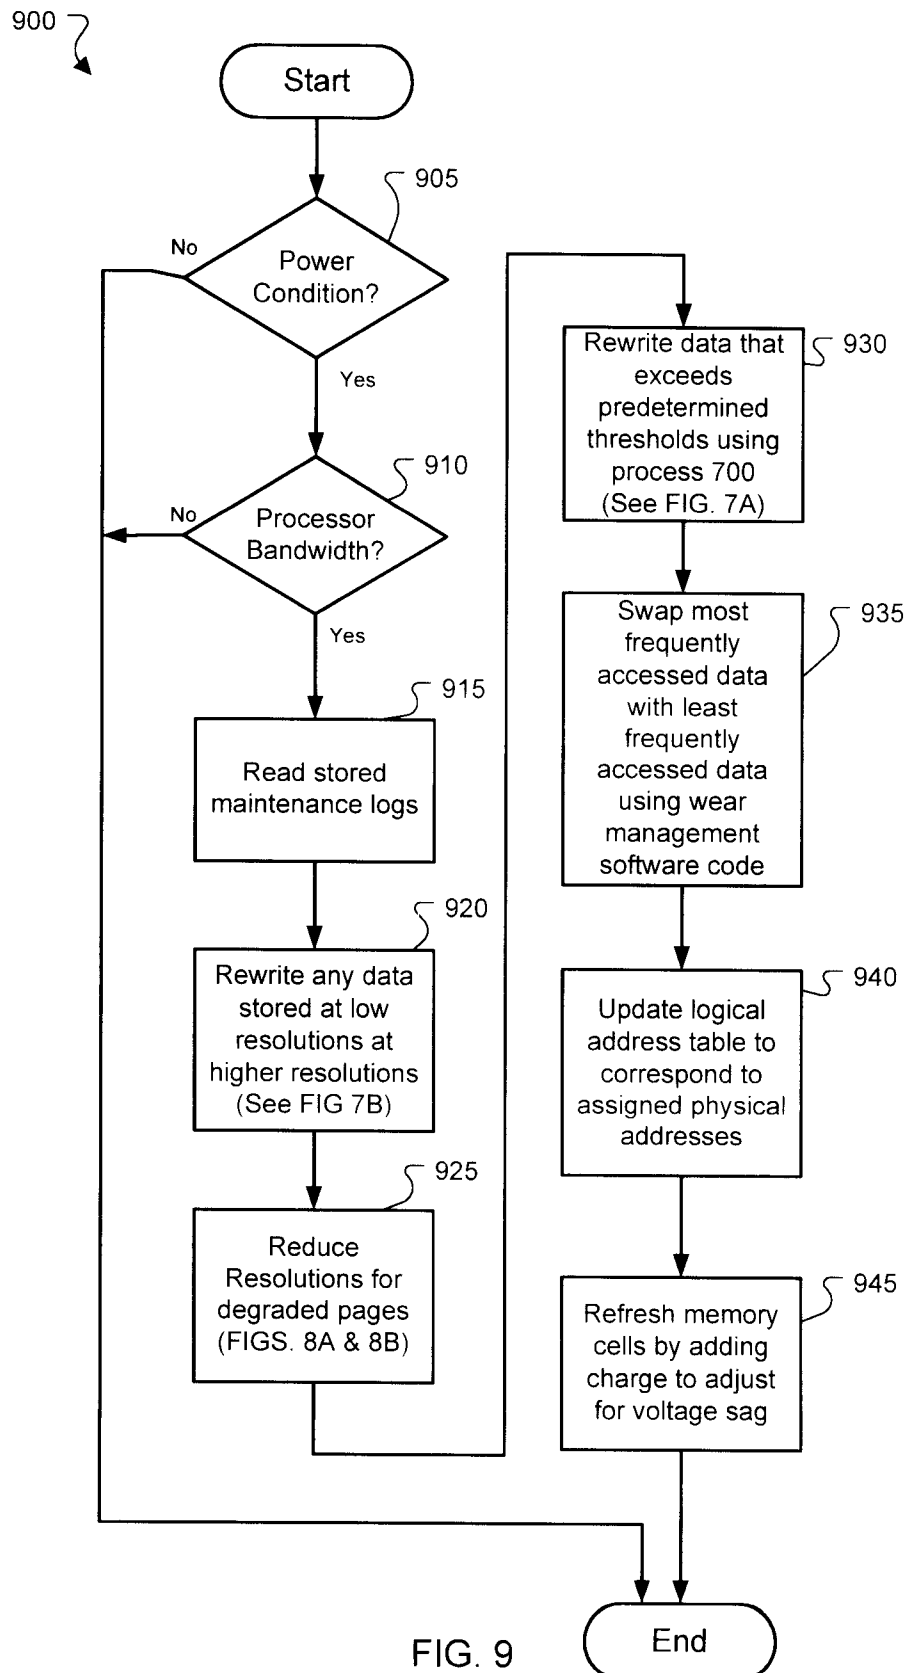 900
Start
905
No
Power
Condition?
Yes
910
No
Processor
Bandwidth?
Yes
915
Read stored
maintenance logs
920
Rewrite any data
stored at low
resolutions at
higher resolutions
(See FIG 7B)
925
Reduce
Resolutions for
degraded pages
(FIGS. 8A & 8B)
930
Rewrite data that
exceeds
predetermined
thresholds using
process 700
(See FIG. 7A)
935
Swap most
frequently
accessed data
with least
frequently
accessed data
using wear
management
software code
940
Update logical
address table to
correspond to
assigned physical
addresses
945
Refresh memory
cells by adding
charge to adjust
for voltage sag
End
FIG. 9